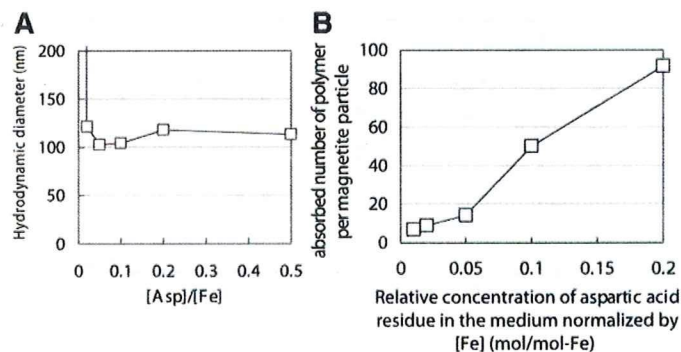 A
Hydrodynamic diameter (nm)
200
150
100
50
0
0 0.1 0.2 0.3 0.4 0.5
[Asp]/[Fe]
B
absorbed number of polymer
per magnetite particle
100
80
60
40
20
0
0 0.05 0.1 0.15 0.2
Relative concentration of aspartic acid
residue in the medium normalized by
[Fe] (mol/mol-Fe)